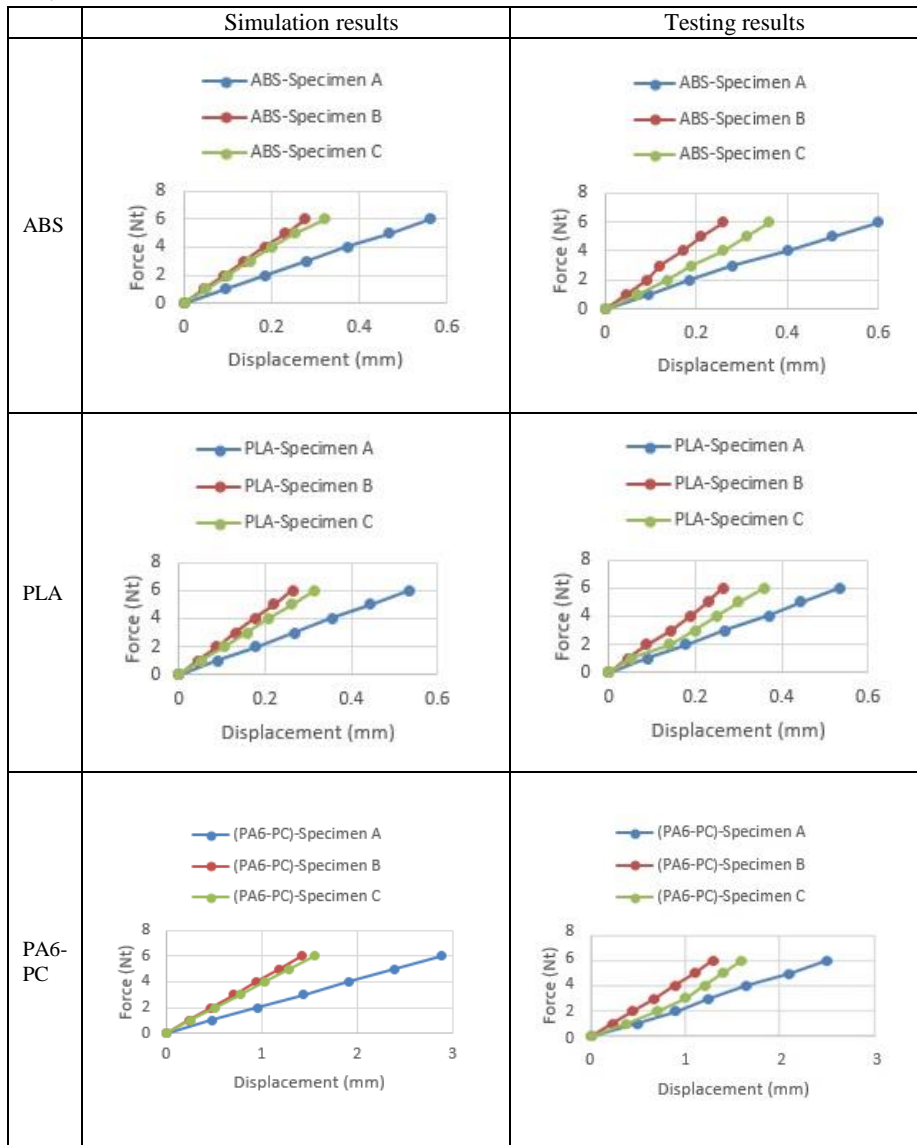 Simulation results
Testing results
ABS
ABS-Specimen A
ABS-Specimen B
ABS-Specimen C
8
6
4
2
0
Force (Nt)
0
0.2
0.4
0.6
Displacement (mm)
ABS-Specimen A
ABS-Specimen B
ABS-Specimen C
8
6
4
2
0
Force (Nt)
0
0.2
0.4
0.6
Displacement (mm)
PLA
PLA-Specimen A
PLA-Specimen B
PLA-Specimen C
8
6
4
2
0
Force (Nt)
0
0.2
0.4
0.6
Displacement (mm)
PLA-Specimen A
PLA-Specimen B
PLA-Specimen C
8
6
4
2
0
Force (Nt)
0
0.2
0.4
0.6
Displacement (mm)
PA6-
PC
(PA6-PC)-Specimen A
(PA6-PC)-Specimen B
(PA6-PC)-Specimen C
8
6
4
2
0
Force (Nt)
0
1
2
3
Displacement (mm)
(PA6-PC)-Specimen A
(PA6-PC)-Specimen B
(PA6-PC)-Specimen C
8
6
4
2
0
Force (Nt)
0
1
2
3
Displacement (mm)